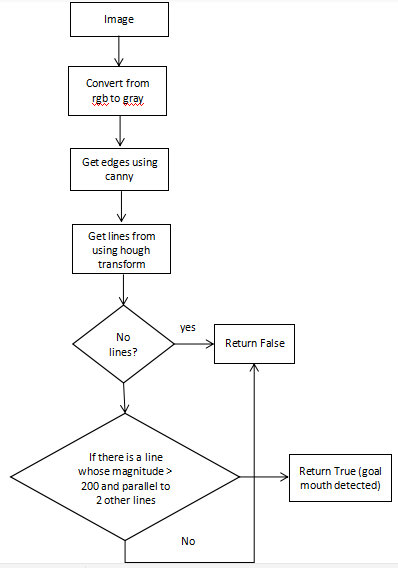 Image
Convert from
rgb to gray
Get edges using
canny
Get lines from
using hough
transform
No
lines?
yes
Return False
If there is a line
whose magnitude >
200 and parallel to
2 other lines
Return True (goal
mouth detected)
No